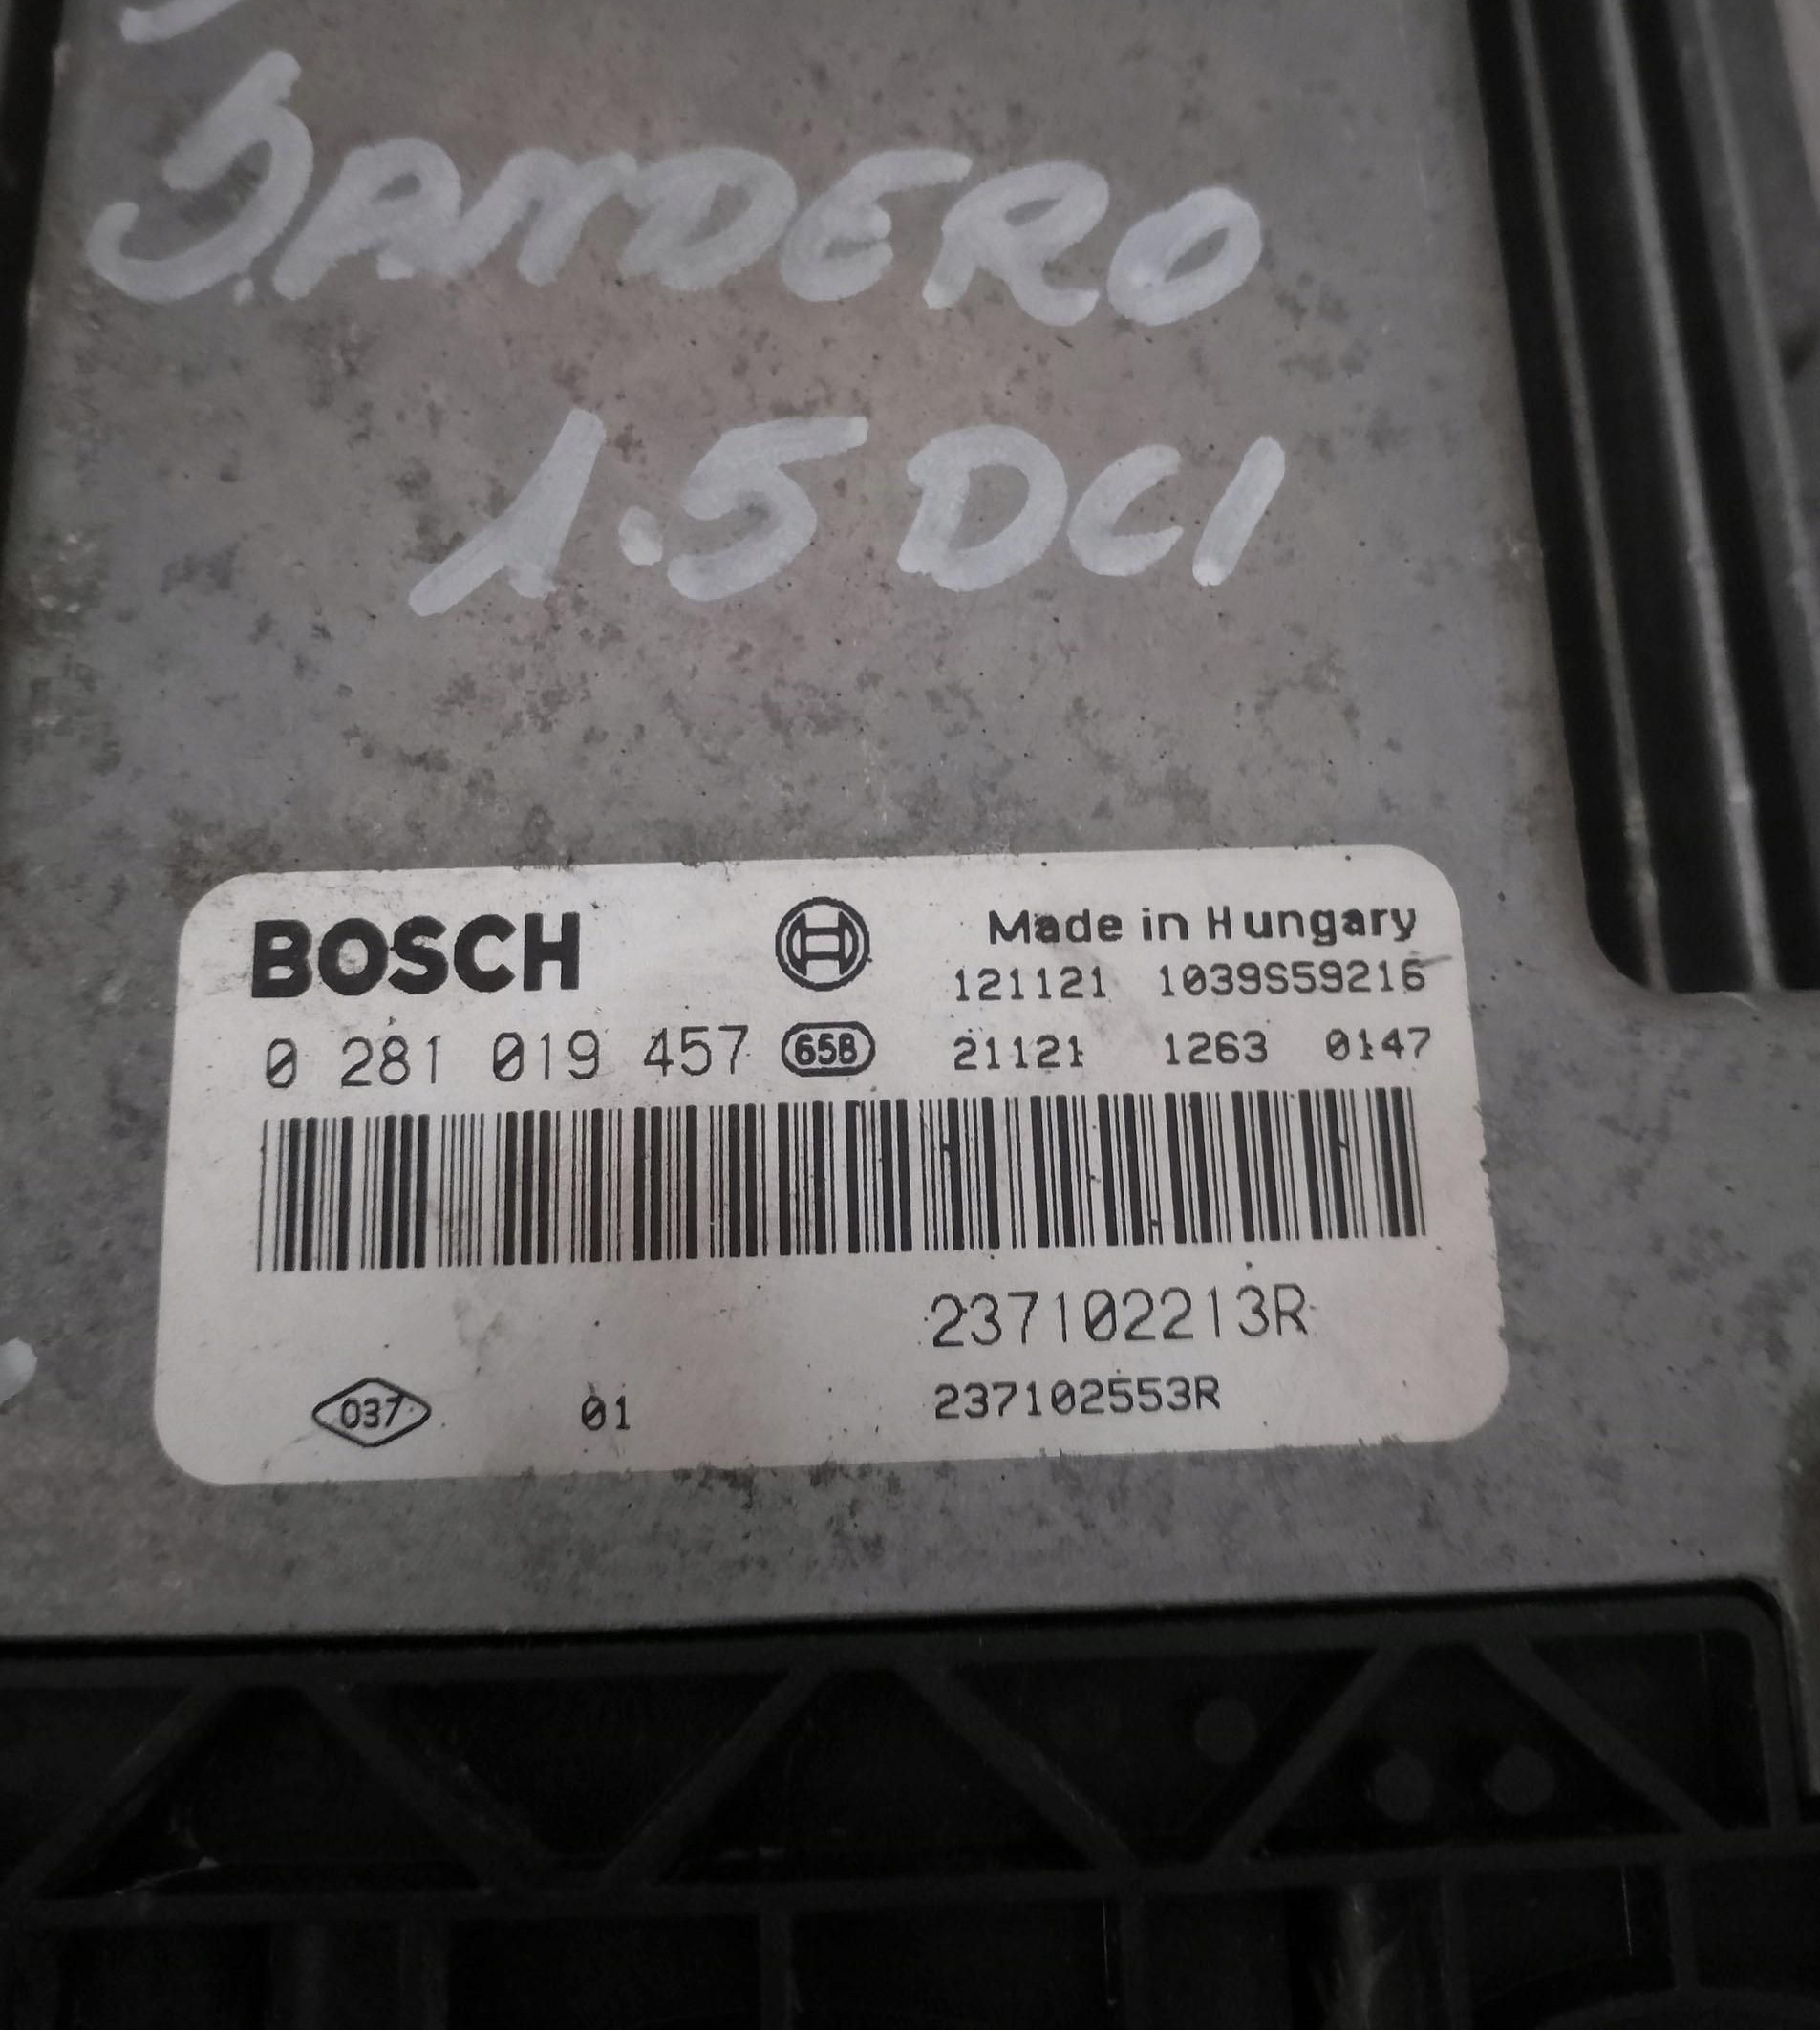 SANDERO
1.5 DCI
BOSCH Made in Hungary
121121 1039S59216
0 281 019 457 658 21121 1263 0147
237102213R
037 01 237102553R